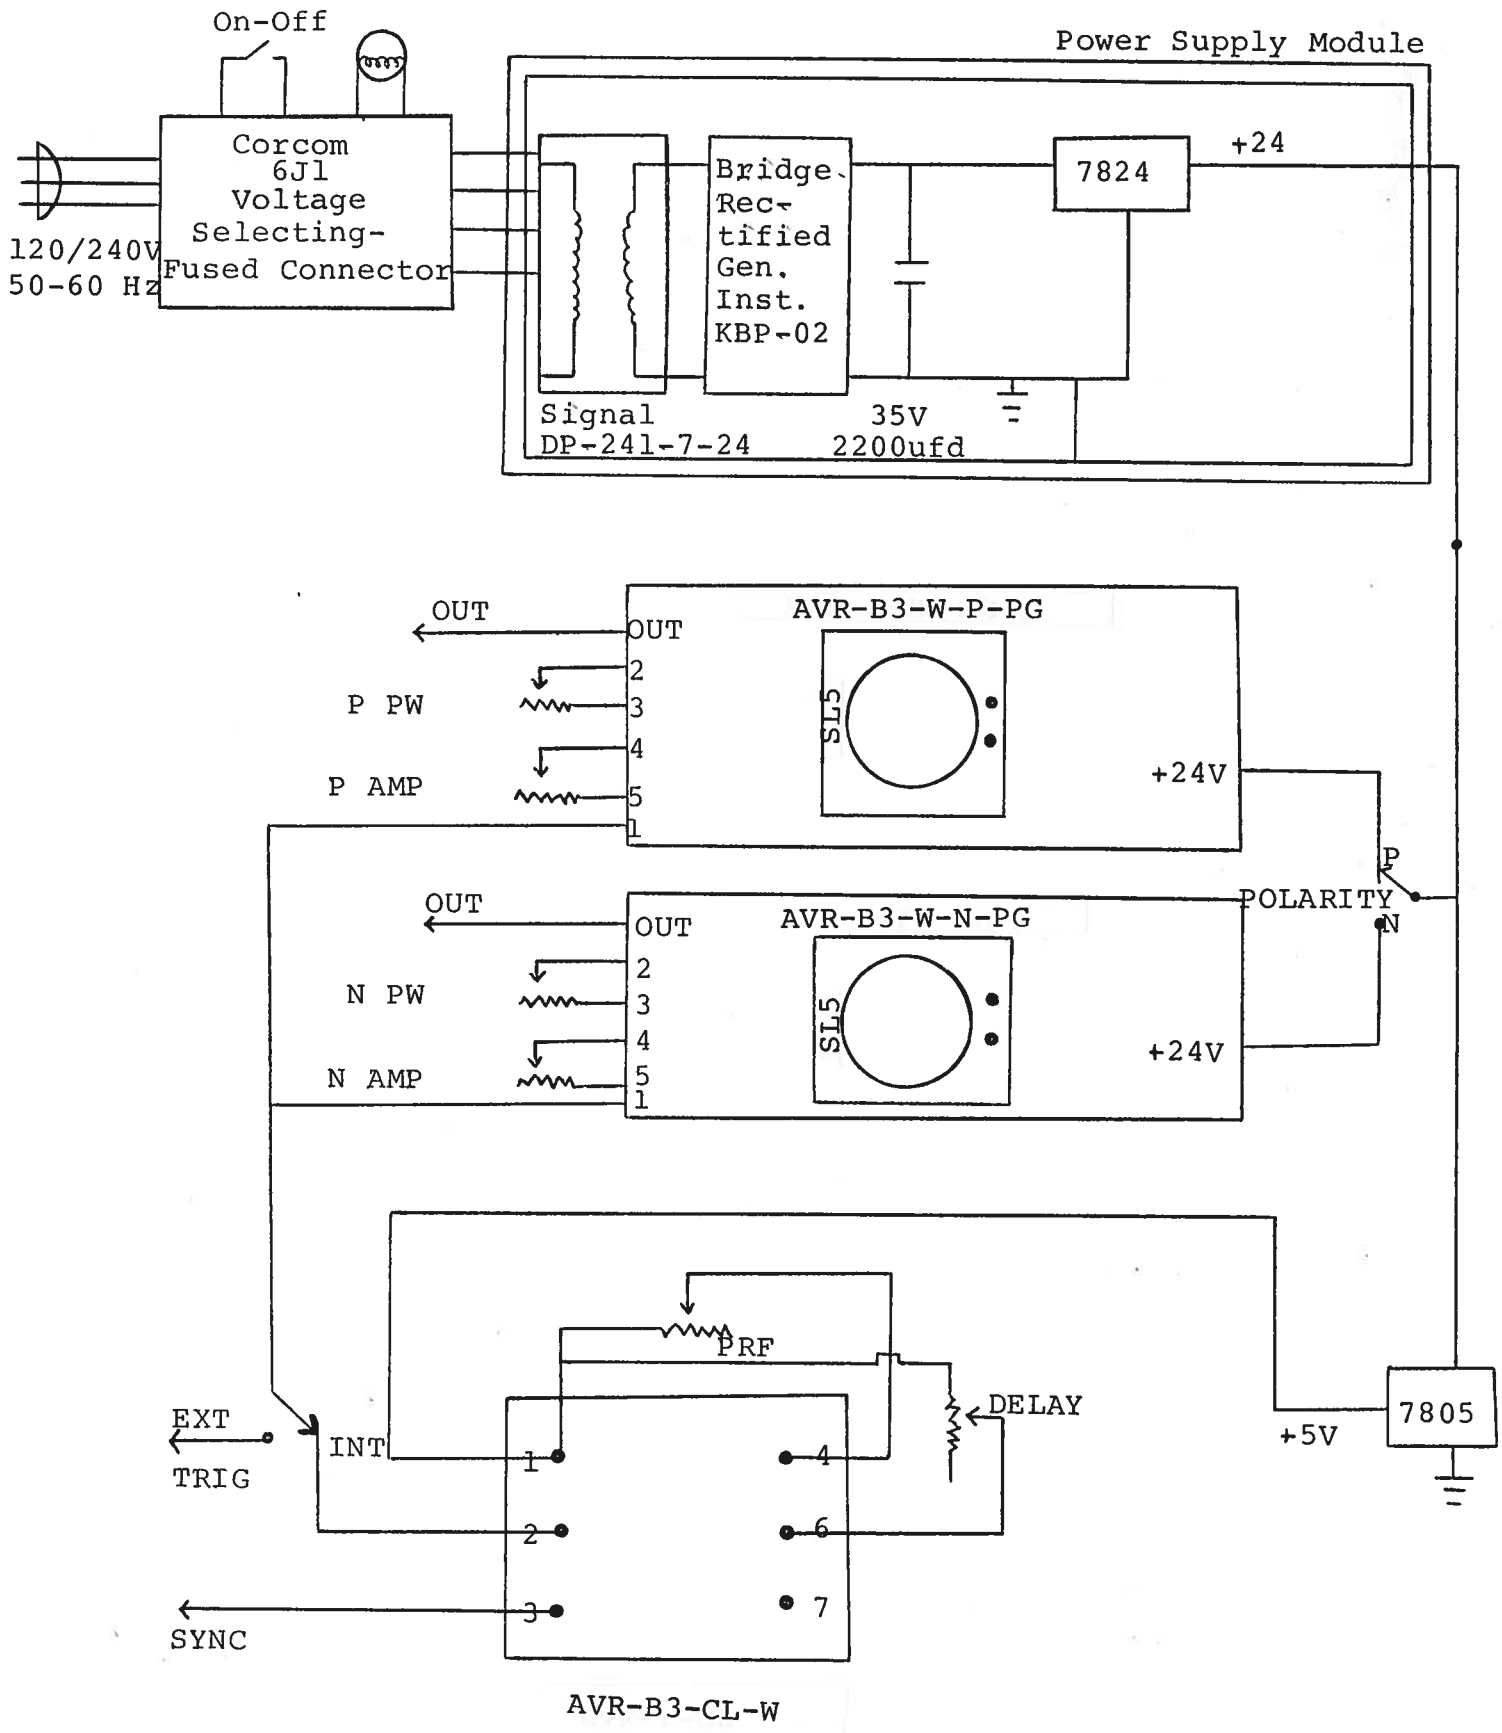 On-Off
Power Supply Module
Corcom
6J1
Voltage
Selecting-
Fused Connector
120/240V
50-60 Hz
Bridge
Rec-
tified
Gen.
Inst.
KBP-02
7824
+24
Signal
DP-241-7-24
35V
2200ufd
AVR-B3-W-P-PG
OUT
OUT
2
P PW
3
4
P AMP
5
1
SL5
+24V
P
POLARITY
N
AVR-B3-W-N-PG
OUT
OUT
2
N PW
3
4
N AMP
5
1
SL5
+24V
PRF
DELAY
7805
+5V
EXT
TRIG
INT
1
4
2
6
3
7
SYNC
AVR-B3-CL-W